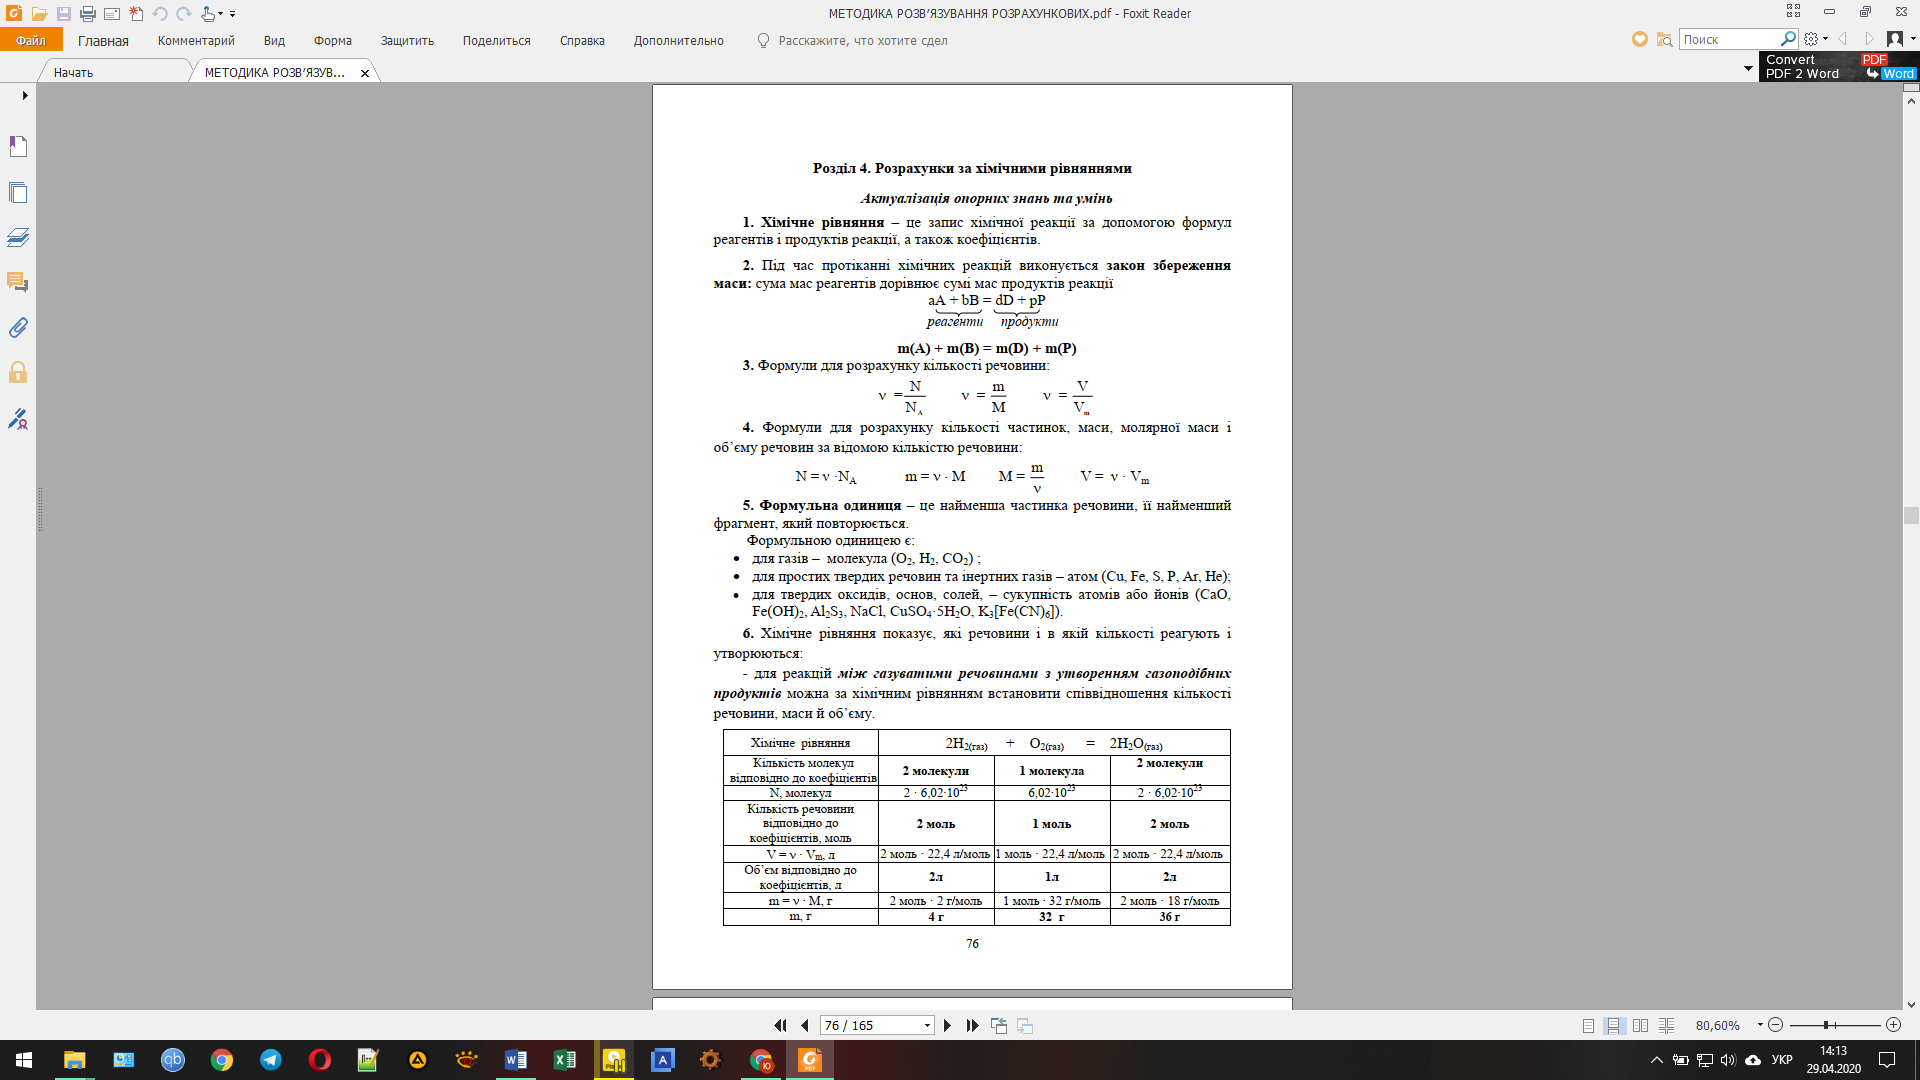 МЕТОДИКА РОЗВ’ЯЗУВАННЯ РОЗРАХУНКОВИХ.pdf - Foxit Reader
Файл Главная Комментарий Вид Форма Защитить Поделиться Справка Дополнительно Расскажите, что хотите сдел Поиск
Начать МЕТОДИКА РОЗВ’ЯЗУВ...
Convert PDF
PDF 2 Word Word
Розділ 4. Розрахунки за хімічними рівняннями
Актуалізація опорних знань та умінь
1. Хімічне рівняння – це запис хімічної реакції за допомогою формул
реагентів і продуктів реакції, а також коефіцієнтів.
2. Під час протіканні хімічних реакцій виконується закон збереження
маси: сума мас реагентів дорівнює сумі мас продуктів реакції
aA + bB = dD + pP
реагенти продукти
m(A) + m(B) = m(D) + m(P)
3. Формули для розрахунку кількості речовини:
ν = N/N_A ν = m/M ν = V/V_m
4. Формули для розрахунку кількості частинок, маси, молярної маси і
об’єму речовин за відомою кількістю речовини:
N = ν ·N_A m = ν · M M = m/ν V = ν · V_m
5. Формульна одиниця – це найменша частинка речовини, її найменший
фрагмент, який повторюється.
Формульною одиницею є:
• для газів – молекула (O₂, H₂, CO₂) ;
• для простих твердих речовин та інертних газів – атом (Cu, Fe, S, P, Ar, He);
• для твердих оксидів, основ, солей, – сукупність атомів або йонів (CaO,
Fe(OH)₂, Al₂S₃, NaCl, CuSO₄·5H₂O, K₃[Fe(CN)₆]).
6. Хімічне рівняння показує, які речовини і в якій кількості реагують і
утворюються:
- для реакцій між газуватими речовинами з утворенням газоподібних
продуктів можна за хімічним рівнянням встановити співвідношення кількості
речовини, маси й об’єму.
Хімічне рівняння 2H₂(газ) + O₂(газ) = 2H₂O(газ)
Кількість молекул
відповідно до коефіцієнтів 2 молекули 1 молекула 2 молекули
N, молекул 2 · 6,02·10²³ 6,02·10²³ 2 · 6,02·10²³
Кількість речовини
відповідно до
коефіцієнтів, моль 2 моль 1 моль 2 моль
V = ν · V_m, л 2 моль · 22,4 л/моль 1 моль · 22,4 л/моль 2 моль · 22,4 л/моль
Об’єм відповідно до
коефіцієнтів, л 2л 1л 2л
m = ν · M, г 2 моль · 2 г/моль 1 моль · 32 г/моль 2 моль · 18 г/моль
m, г 4 г 32 г 36 г
76
76 / 165 80,60%
УКР 14:13
29.04.2020